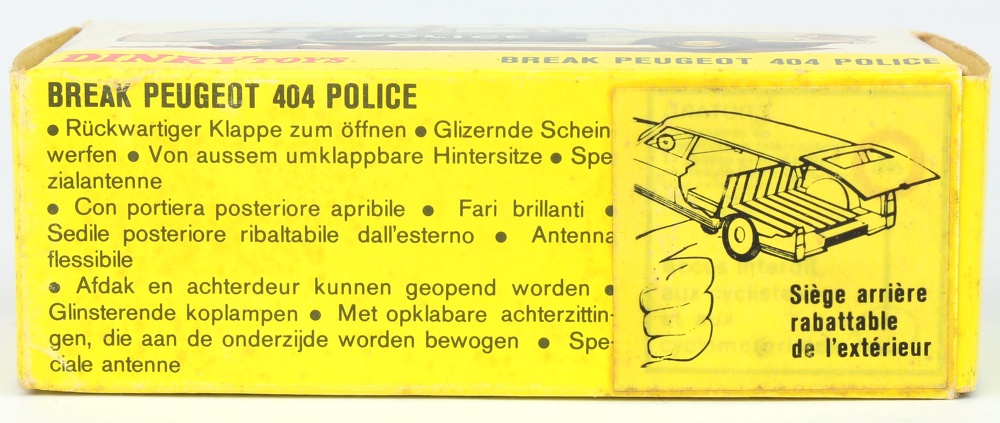 POLICE
DINKY TOYS
BREAK PEUGEOT 404 POLICE
BREAK PEUGEOT 404 POLICE
● Rückwartiger Klappe zum öffnen ● Glizernde Schein
werfen ● Von aussem umklappbare Hintersitze ● Spe-
zialantenne
● Con portiera posteriore apribile ● Fari brillanti ●
Sedile posteriore ribaltabile dall'esterno ● Antenna
flessibile
● Afdak en achterdeur kunnen geopend worden ●
Glinsterende koplampen ● Met opklabare achterzittin-
gen, die aan de onderzijde worden bewogen ● Spe-
ciale antenne
Siège arrière
rabattable
de l'extérieur